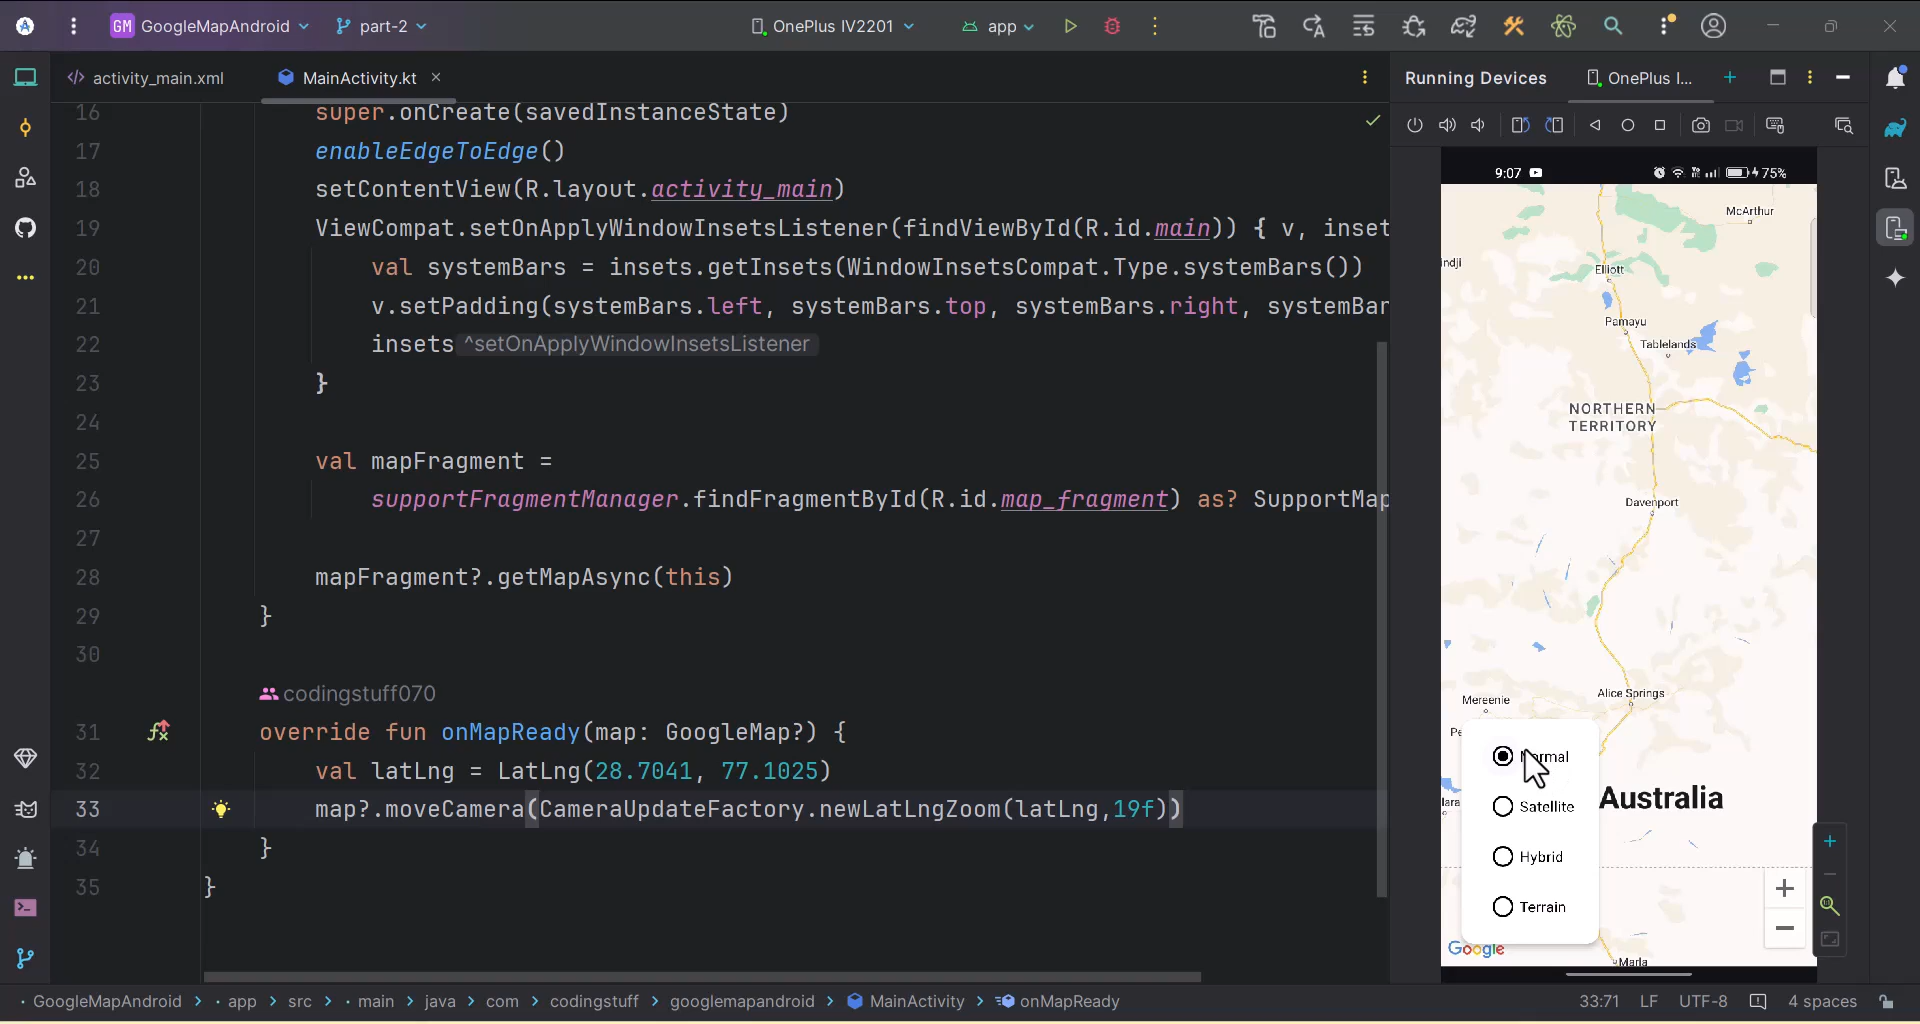 GM GoogleMapAndroid part-2 OnePlus IV2201 app
activity_main.xml MainActivity.kt
16 super.onCreate(savedInstanceState)
17 enableEdgeToEdge()
18 setContentView(R.layout.activity_main)
19 ViewCompat.setOnApplyWindowInsetsListener(findViewById(R.id.main)) { v, inset
20 val systemBars = insets.getInsets(WindowInsetsCompat.Type.systemBars())
21 v.setPadding(systemBars.left, systemBars.top, systemBars.right, systemBar
22 insets ^setOnApplyWindowInsetsListener
23 }
24
25 val mapFragment =
26 supportFragmentManager.findFragmentById(R.id.map_fragment) as? SupportMap
27
28 mapFragment?.getMapAsync(this)
29 }
30
codingstuff070
31 override fun onMapReady(map: GoogleMap?) {
32 val latLng = LatLng(28.7041, 77.1025)
33 map?.moveCamera(CameraUpdateFactory.newLatLngZoom(latLng,19f))
34 }
35 }
Running Devices OnePlus I...
9:07 75%
McArthur
ndji
Elliott
Pamayu
Tablelands
NORTHERN
TERRITORY
Davenport
Alice Springs
Mereenie
Normal
Satellite
Hybrid
Terrain
Australia
Google
Marla
GoogleMapAndroid > app > src > main > java > com > codingstuff > googlemapandroid > MainActivity > onMapReady
33:71 LF UTF-8 4 spaces